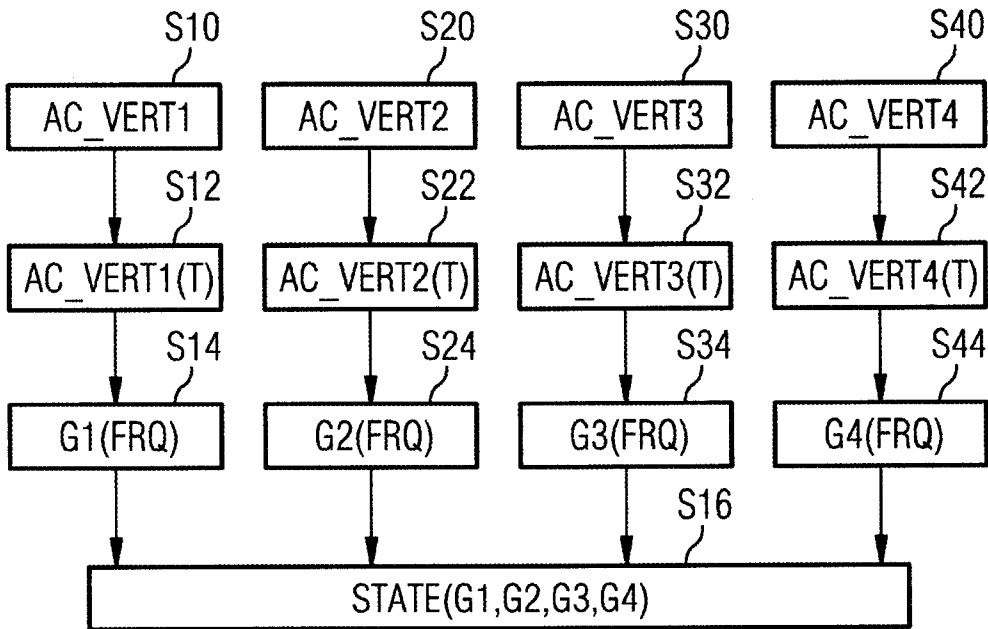 S10 S20 S30 S40
AC_VERT1 AC_VERT2 AC_VERT3 AC_VERT4
S12 S22 S32 S42
AC_VERT1(T) AC_VERT2(T) AC_VERT3(T) AC_VERT4(T)
S14 S24 S34 S44
G1(FRQ) G2(FRQ) G3(FRQ) G4(FRQ)
S16
STATE(G1,G2,G3,G4)